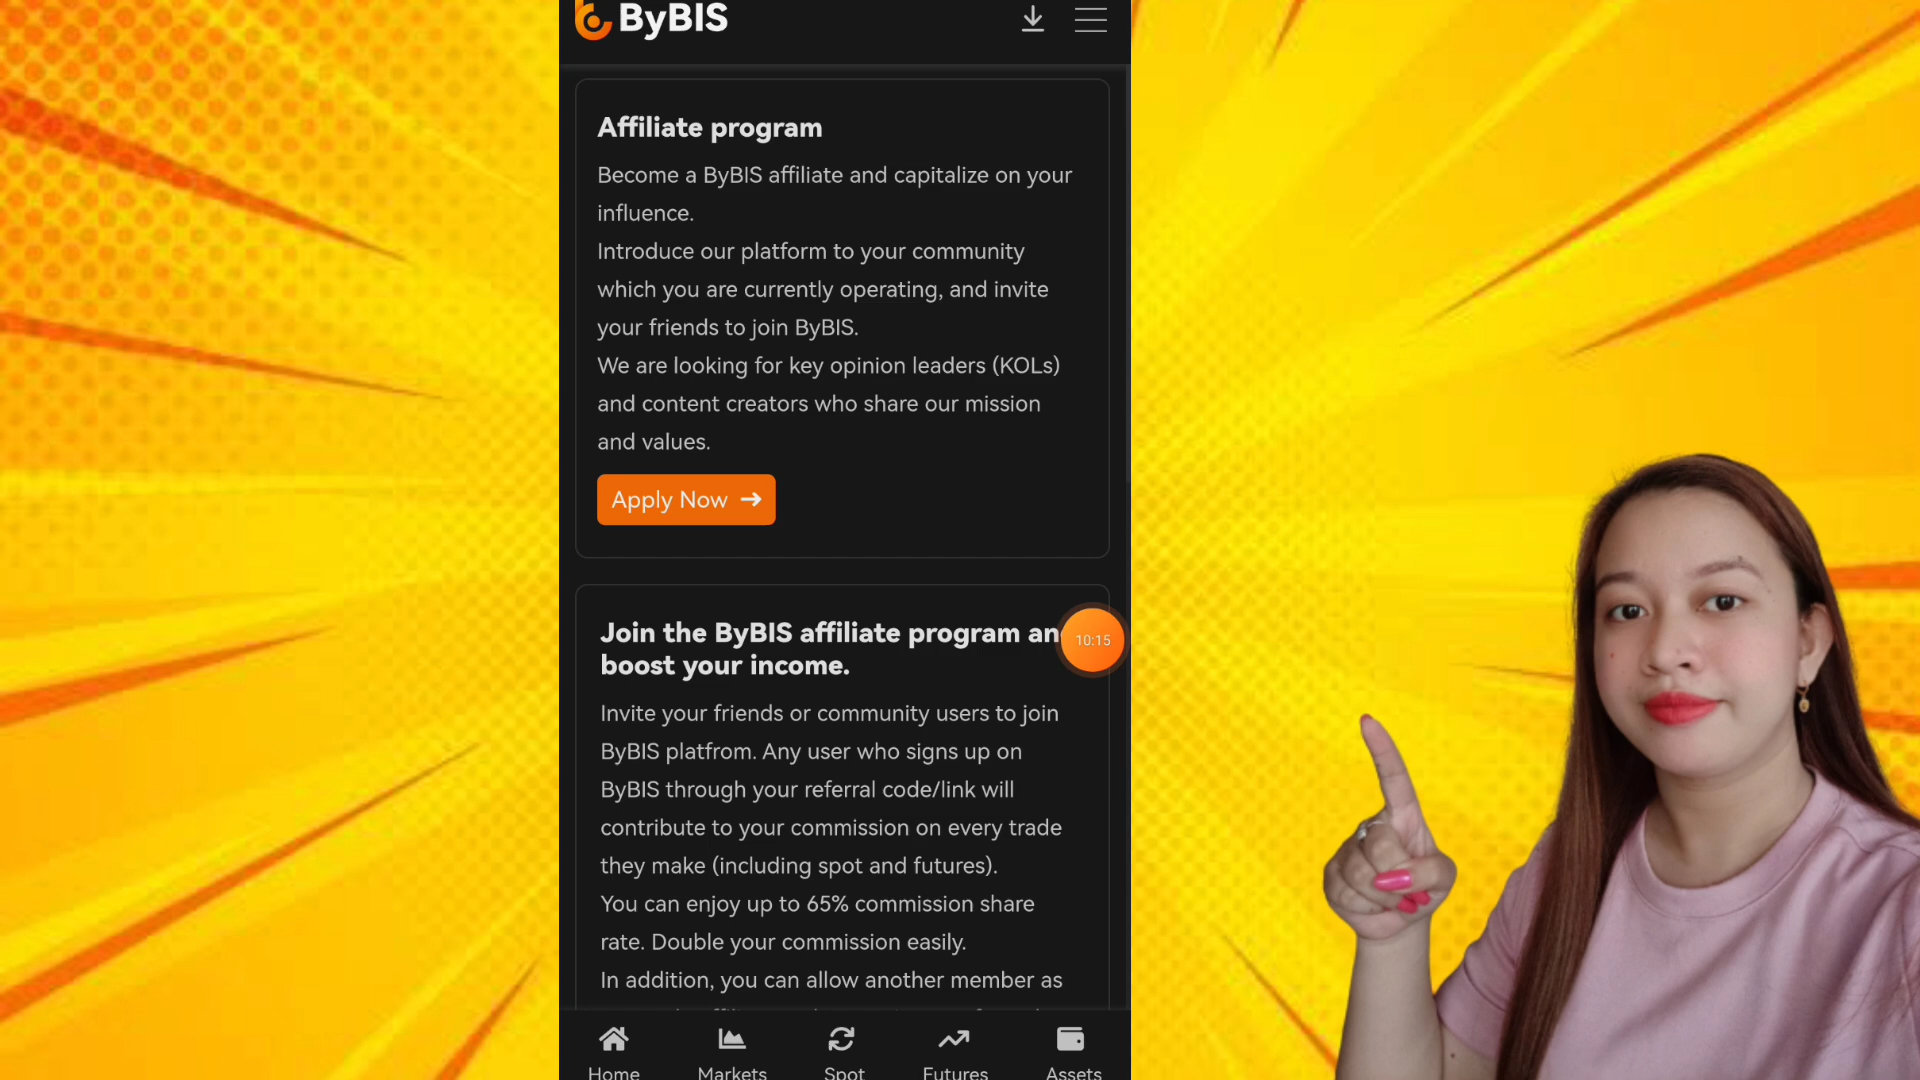 ByBIS
Affiliate program
Become a ByBIS affiliate and capitalize on your
influence.
Introduce our platform to your community
which you are currently operating, and invite
your friends to join ByBIS.
We are looking for key opinion leaders (KOLs)
and content creators who share our mission
and values.
Apply Now
Join the ByBIS affiliate program an
boost your income.
10:15
Invite your friends or community users to join
ByBIS platfrom. Any user who signs up on
ByBIS through your referral code/link will
contribute to your commission on every trade
they make (including spot and futures).
You can enjoy up to 65% commission share
rate. Double your commission easily.
In addition, you can allow another member as
Home Markets Spot Futures Assets